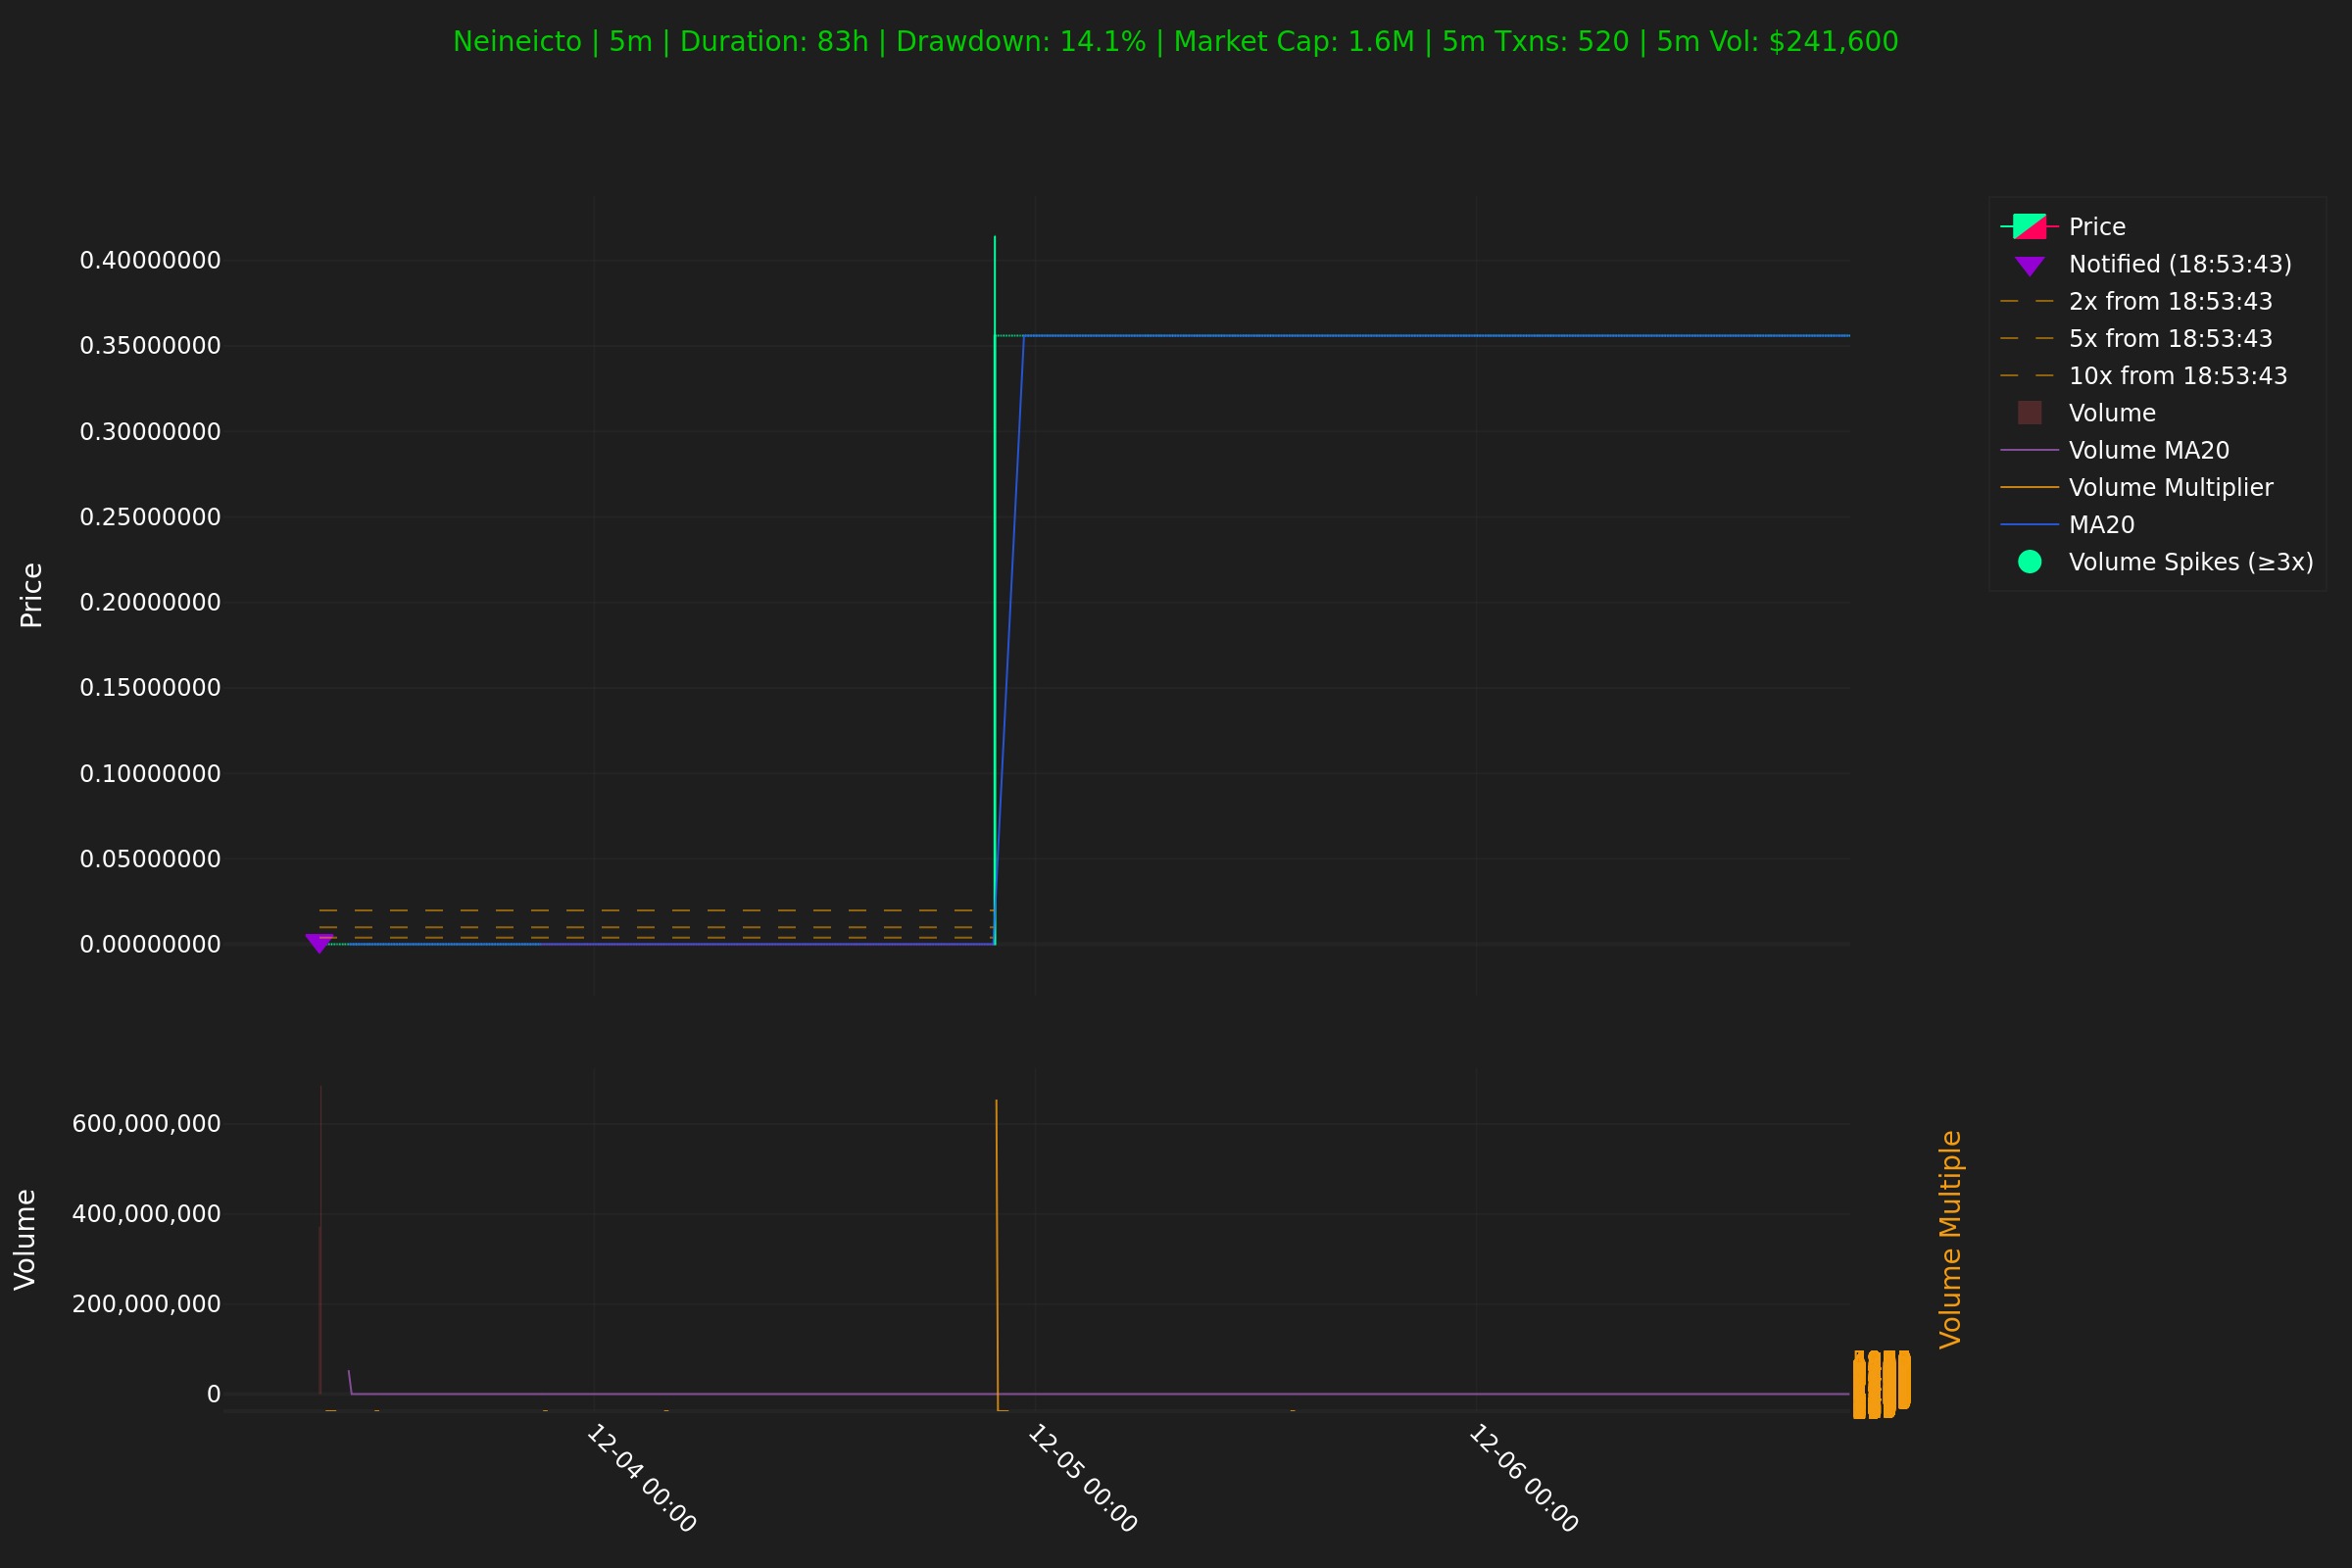 Neineicto | 5m | Duration: 83h | Drawdown: 14.1% | Market Cap: 1.6M | 5m Txns: 520 | 5m Vol: $241,600
Price
0.40000000
0.35000000
0.30000000
0.25000000
0.20000000
0.15000000
0.10000000
0.05000000
0.00000000
Price
Notified (18:53:43)
2x from 18:53:43
5x from 18:53:43
10x from 18:53:43
Volume
Volume MA20
Volume Multiplier
MA20
Volume Spikes (≥3x)
Volume
600,000,000
400,000,000
200,000,000
0
Volume Multiple
12-04 00:00
12-05 00:00
12-06 00:00